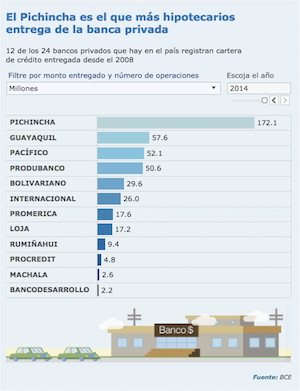 El Pichincha es el que más hipotecarios
entrega de la banca privada
12 de los 24 bancos privados que hay en el país registran cartera
de crédito entregada desde el 2008
Filtre por monto entregado y número de operaciones
Escoja el año
Millones
2014
PICHINCHA 172.1
GUAYAQUIL 57.6
PACÍFICO 52.1
PRODUBANCO 50.6
BOLIVARIANO 29.6
INTERNACIONAL 26.0
PROMERICA 17.6
LOJA 17.2
RUMIÑAHUI 9.4
PROCREDIT 4.8
MACHALA 2.6
BANCODESARROLLO 2.2
Banco $
Fuente: BCE